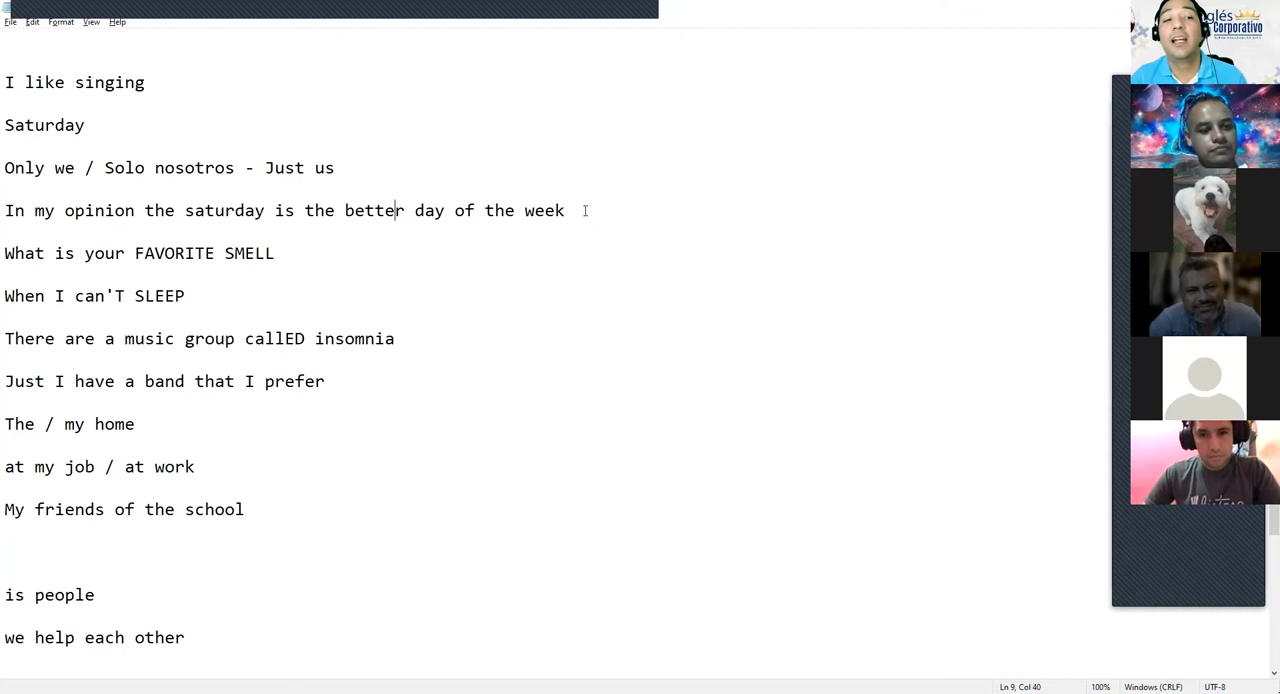 File Edit Format View Help
glés
Corporativo
I like singing
Saturday
Only we / Solo nosotros - Just us
In my opinion the saturday is the better day of the week
What is your FAVORITE SMELL
When I can'T SLEEP
There are a music group callED insomnia
Just I have a band that I prefer
The / my home
at my job / at work
My friends of the school
is people
we help each other
Ln 9, Col 40 100% Windows (CRLF) UTF-8